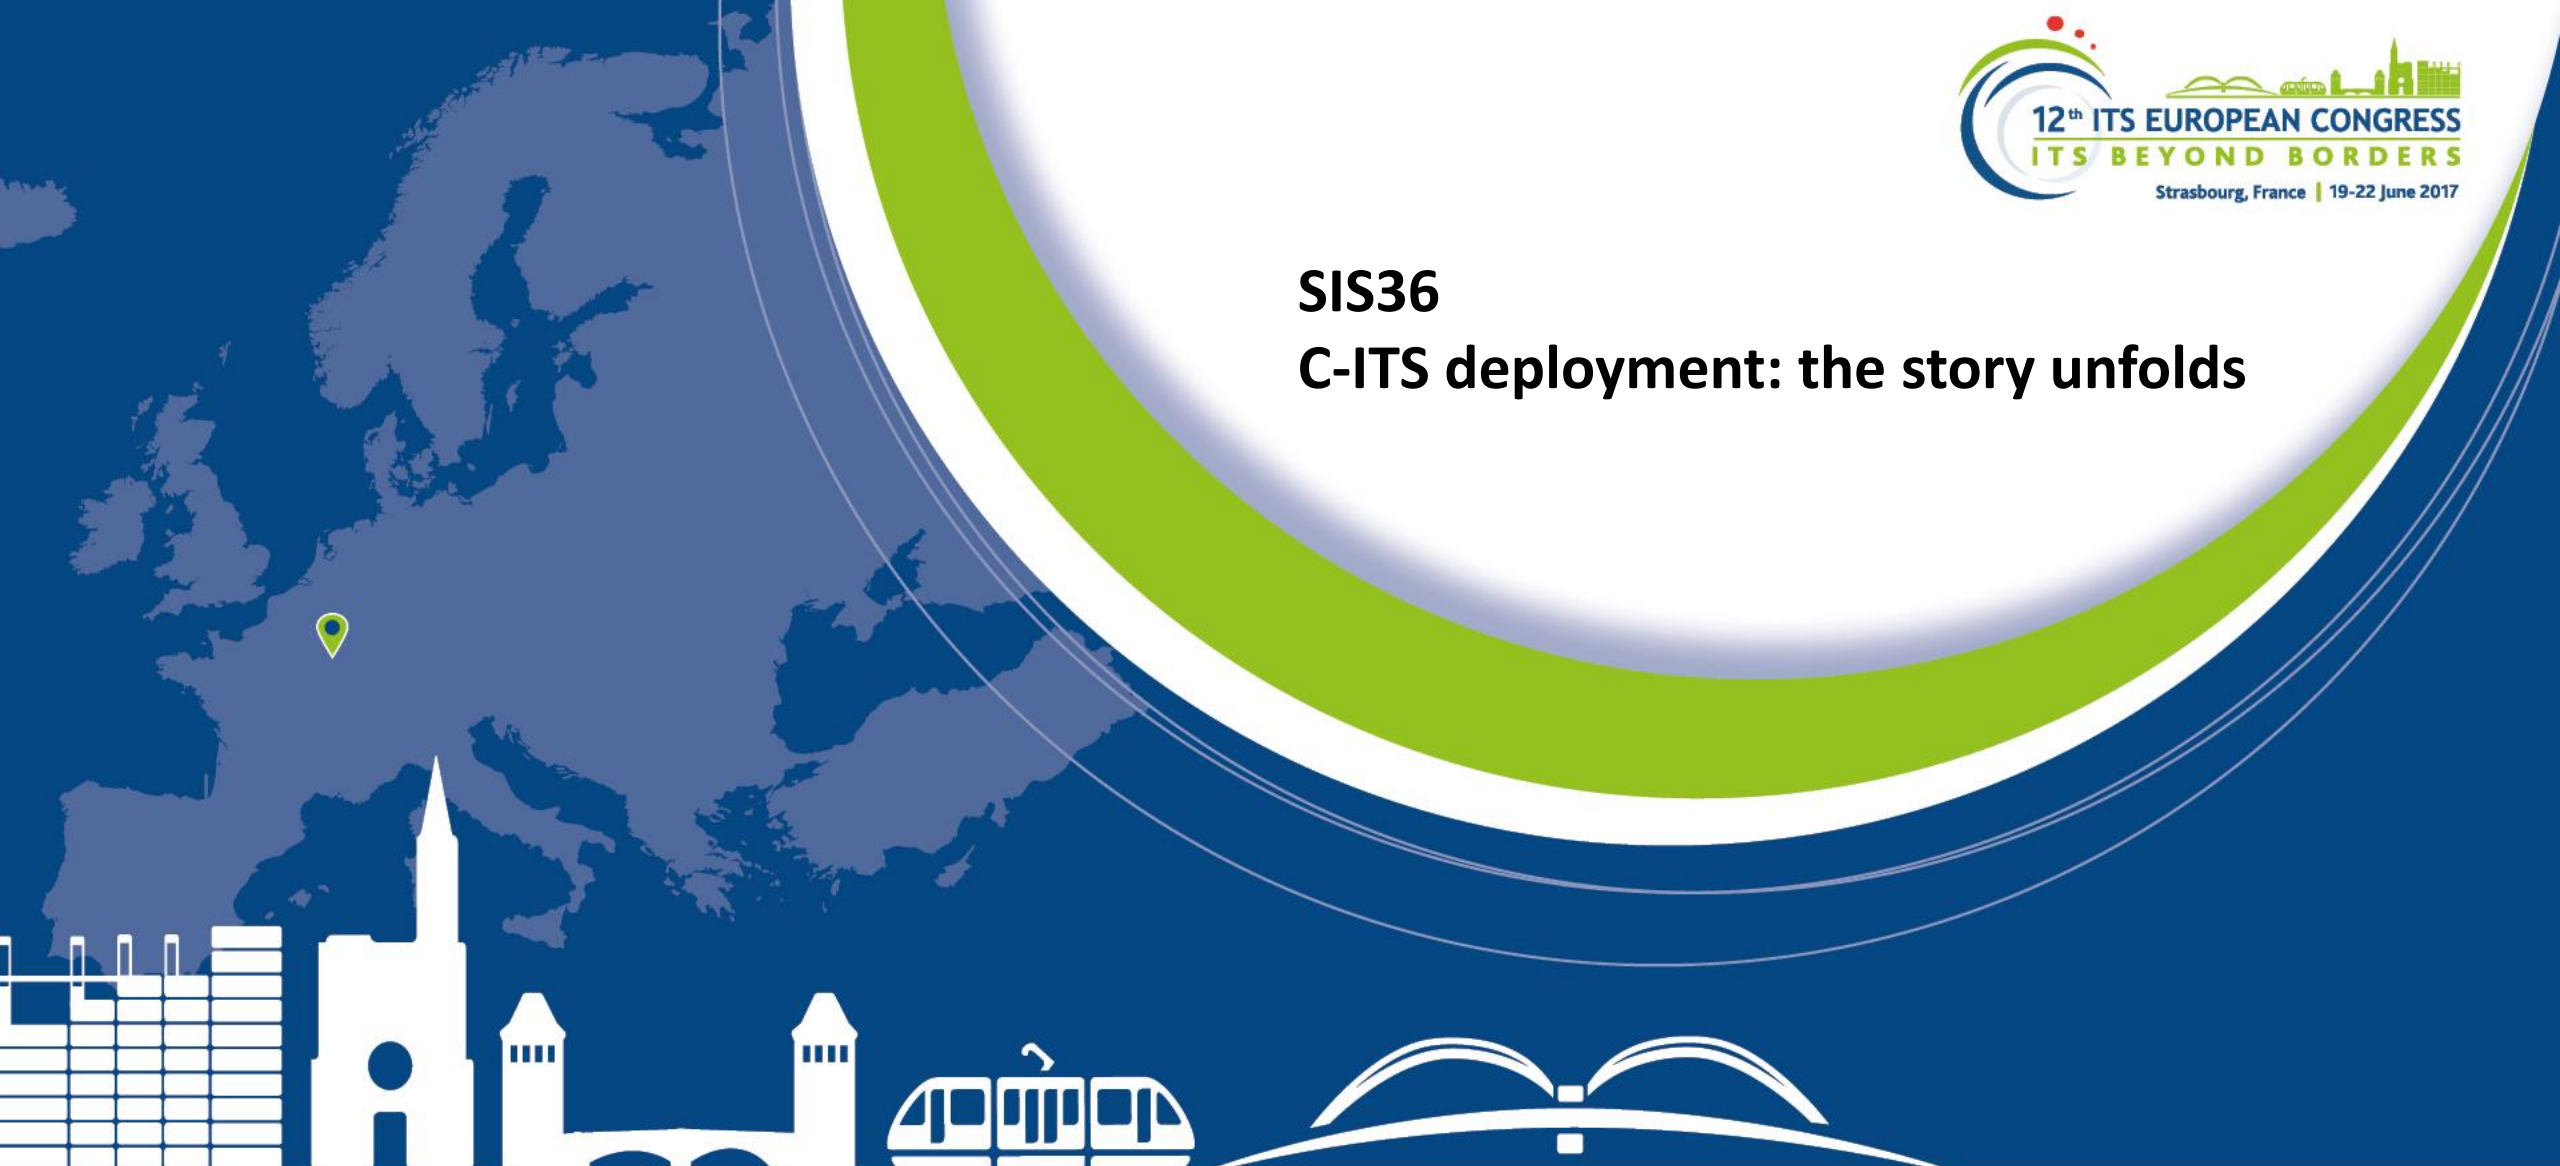 12th ITS EUROPEAN CONGRESS
ITS BEYOND BORDERS
Strasbourg, France | 19-22 June 2017
SIS36
C-ITS deployment: the story unfolds